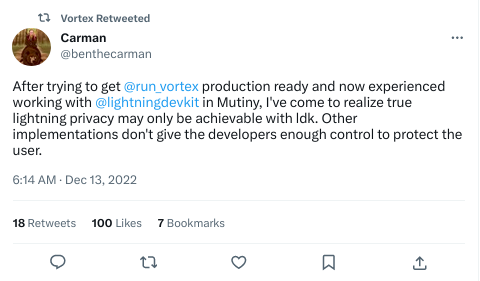 Vortex Retweeted
Carman
@benthecarman
After trying to get @run_vortex production ready and now experienced
working with @lightningdevkit in Mutiny, I've come to realize true
lightning privacy may only be achievable with ldk. Other
implementations don't give the developers enough control to protect the
user.
6:14 AM · Dec 13, 2022
18 Retweets 100 Likes 7 Bookmarks